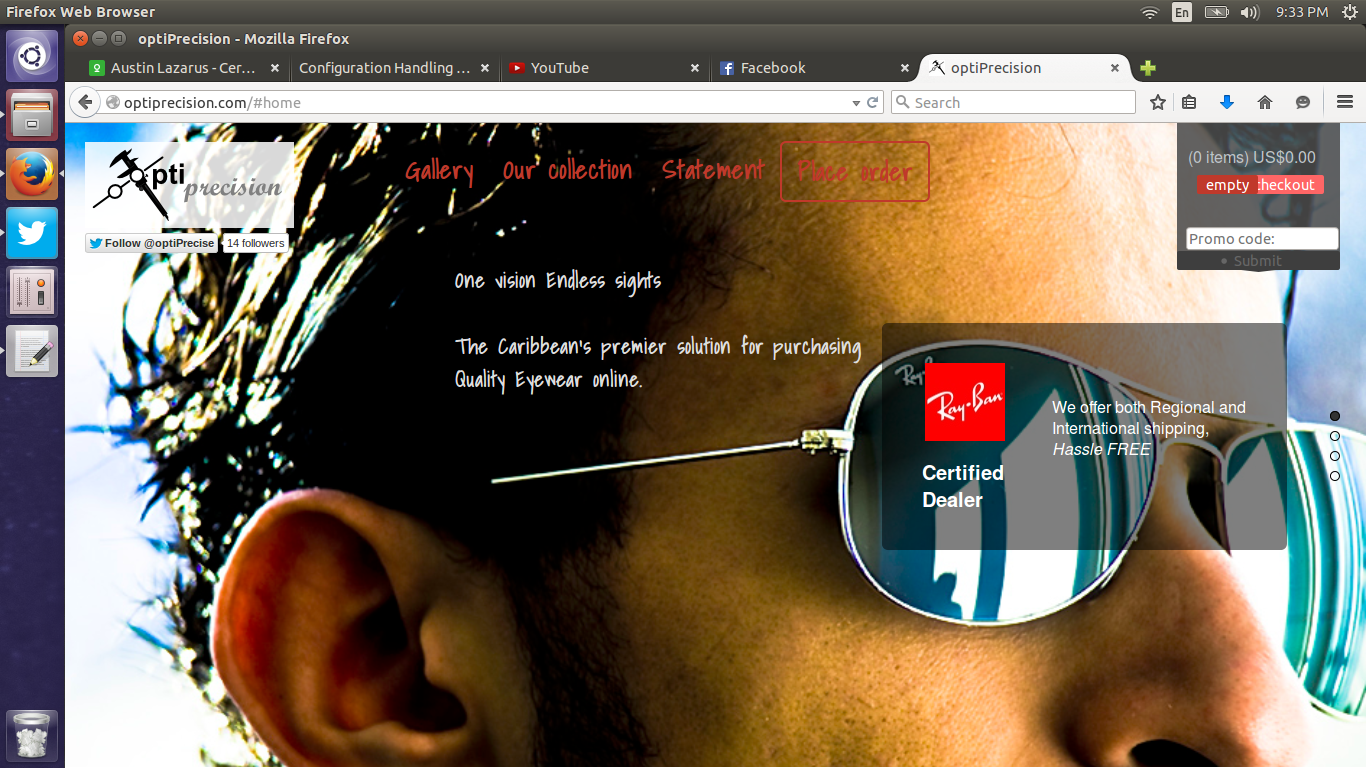 Firefox Web Browser
En
9:33 PM
optiPrecision - Mozilla Firefox
Austin Lazarus - Cer...
Configuration Handling ...
YouTube
Facebook
optiPrecision
optiprecision.com/#home
Search
pti
precision
Follow @optiPrecise
14 followers
Gallery
Our collection
Statement
Place order
(0 items) US$0.00
empty
checkout
Promo code:
Submit
One vision Endless sights
The Caribbean's premier solution for purchasing
Quality Eyewear online.
Ray-Ban
Ray-Ban
Certified
Dealer
We offer both Regional and
International shipping,
Hassle FREE